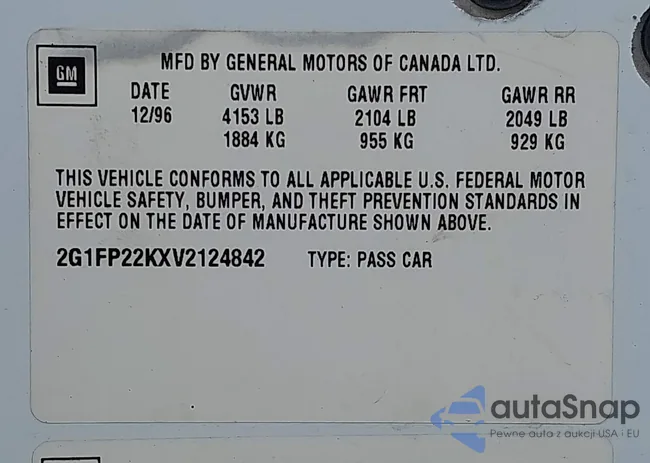 GM
MFD BY GENERAL MOTORS OF CANADA LTD.
DATE GVWR GAWR FRT GAWR RR
12/96 4153 LB 2104 LB 2049 LB
1884 KG 955 KG 929 KG
THIS VEHICLE CONFORMS TO ALL APPLICABLE U.S. FEDERAL MOTOR
VEHICLE SAFETY, BUMPER, AND THEFT PREVENTION STANDARDS IN
EFFECT ON THE DATE OF MANUFACTURE SHOWN ABOVE.
2G1FP22KXV2124842 TYPE: PASS CAR
autaSnap
Pewne auta z aukcji USA i EU